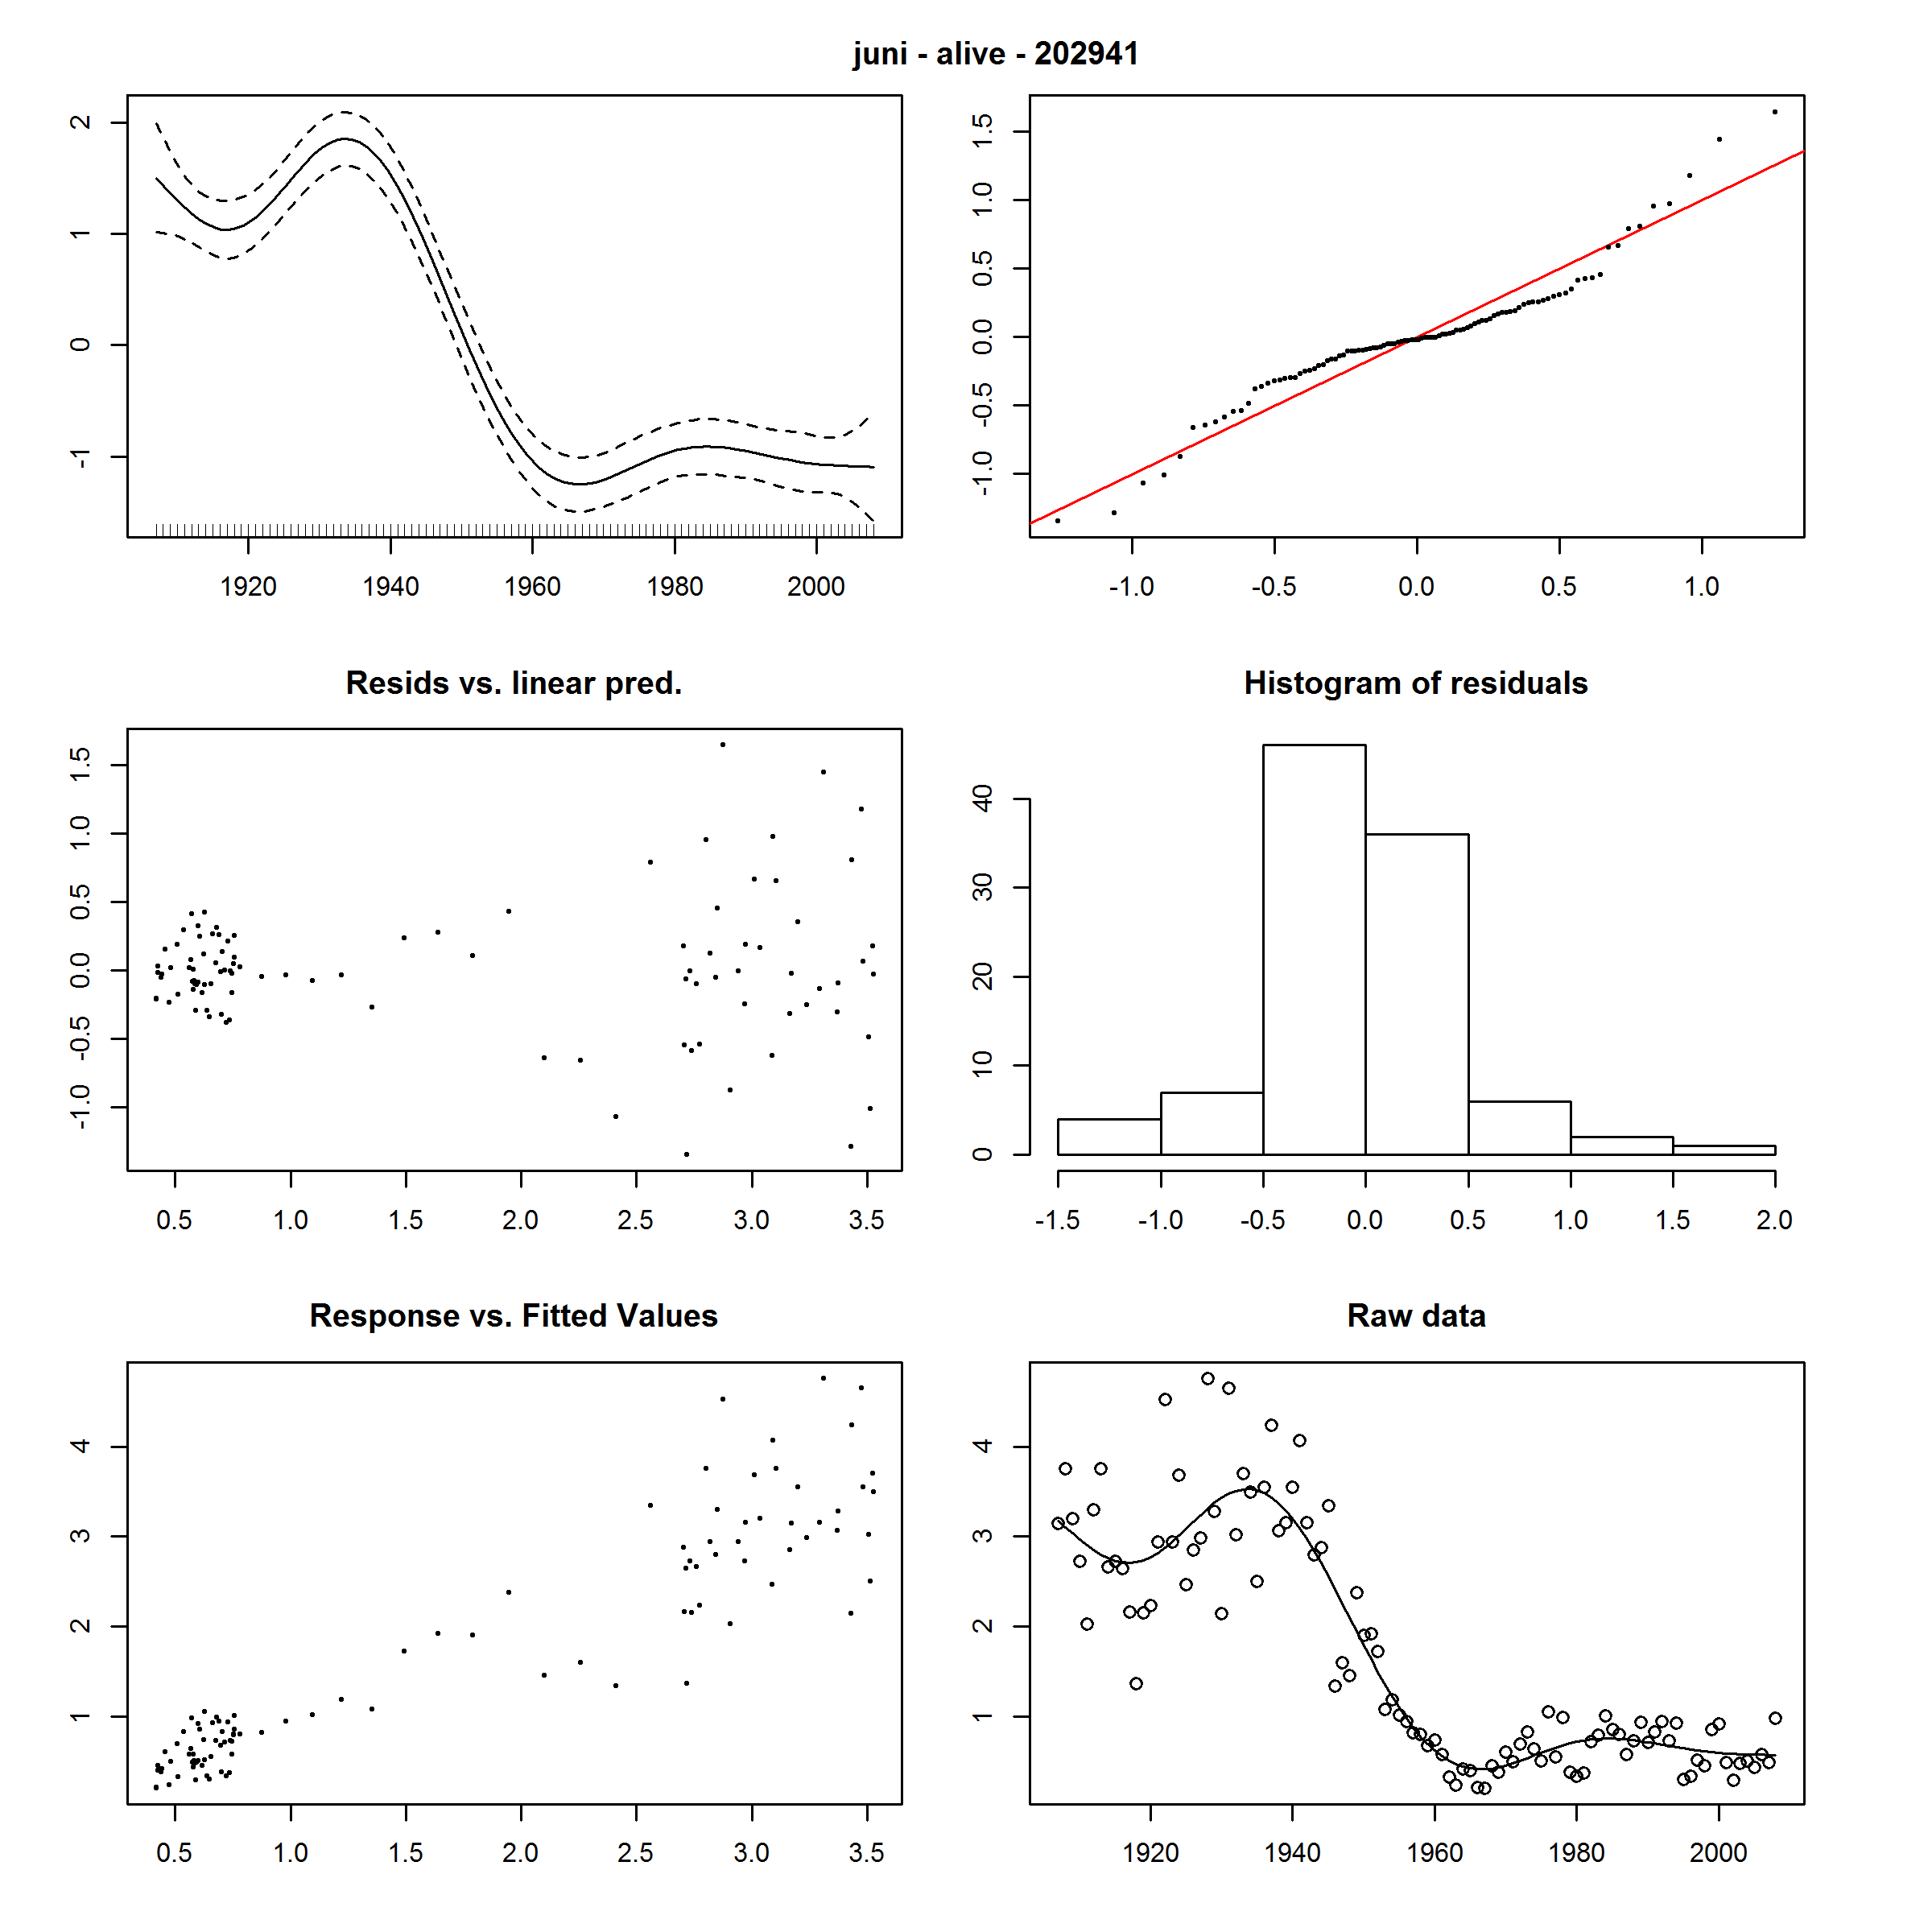 juni - alive - 202941
2
1
0
-1
1920 1940 1960 1980 2000
1.5
1.0
0.5
0.0
-0.5
-1.0
-1.0 -0.5 0.0 0.5 1.0
Resids vs. linear pred.
1.5
1.0
0.5
0.0
-0.5
-1.0
0.5 1.0 1.5 2.0 2.5 3.0 3.5
Histogram of residuals
40
30
20
10
0
-1.5 -1.0 -0.5 0.0 0.5 1.0 1.5 2.0
Response vs. Fitted Values
4
3
2
1
0.5 1.0 1.5 2.0 2.5 3.0 3.5
Raw data
4
3
2
1
1920 1940 1960 1980 2000